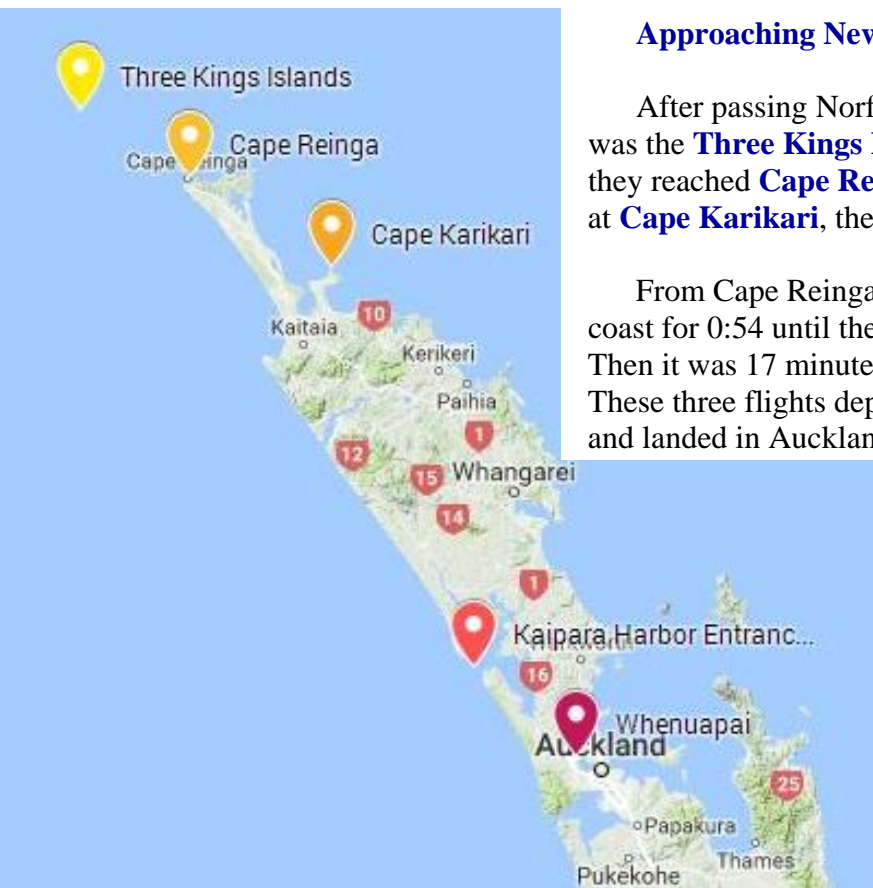 Approaching New
After passing Norf
was the Three Kings
they reached Cape Re
at Cape Karikari, the
From Cape Reinga
coast for 0:54 until the
Then it was 17 minute
These three flights dep
and landed in Aucklan
Three Kings Islands
Cape Reinga
Cape inga
Cape Karikari
10
Kaitaia
Kerikeri
Paihia
1
12
15
Whangarei
14
1
Kaipara Harbor Entranc...
16
Whenuapai
Auckland
25
Papakura
Thames
Pukekohe